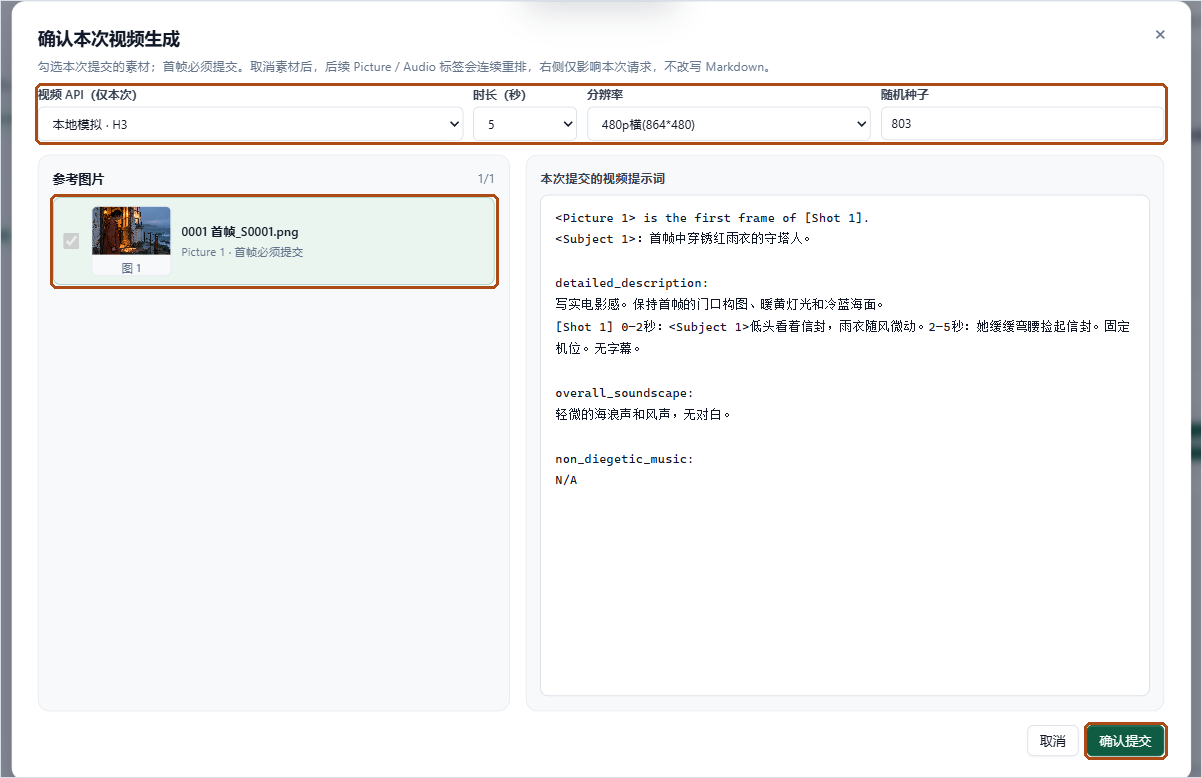 确认本次视频生成
×
勾选本次提交的素材；首帧必须提交。取消素材后，后续 Picture / Audio 标签会连续重排，右侧仅影响本次请求，不改写 Markdown。
视频 API（仅本次） 时长（秒） 分辨率 随机种子
本地模拟 · H3 5 480p横(864*480) 803
参考图片 1/1
0001 首帧_S0001.png
Picture 1 · 首帧必须提交
图 1
本次提交的视频提示词
<Picture 1> is the first frame of [Shot 1].
<Subject 1>：首帧中穿锈红雨衣的守塔人。
detailed_description:
写实电影感。保持首帧的门口构图、暖黄灯光和冷蓝海面。
[Shot 1] 0—2秒：<Subject 1>低头看着信封，雨衣随风微动。2—5秒：她缓缓弯腰捡起信封。固定
机位。无字幕。
overall_soundscape:
轻微的海浪声和风声，无对白。
non_diegetic_music:
N/A
取消 确认提交